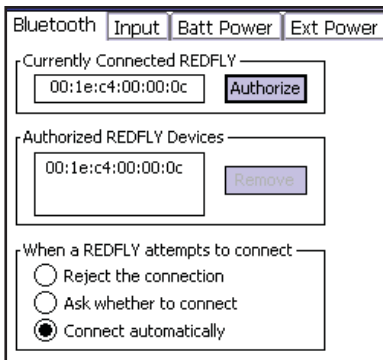 Bluetooth Input Batt Power Ext Power
Currently Connected REDFLY
00:1e:c4:00:00:0c Authorize
Authorized REDFLY Devices
00:1e:c4:00:00:0c
Remove
When a REDFLY attempts to connect
Reject the connection
Ask whether to connect
Connect automatically